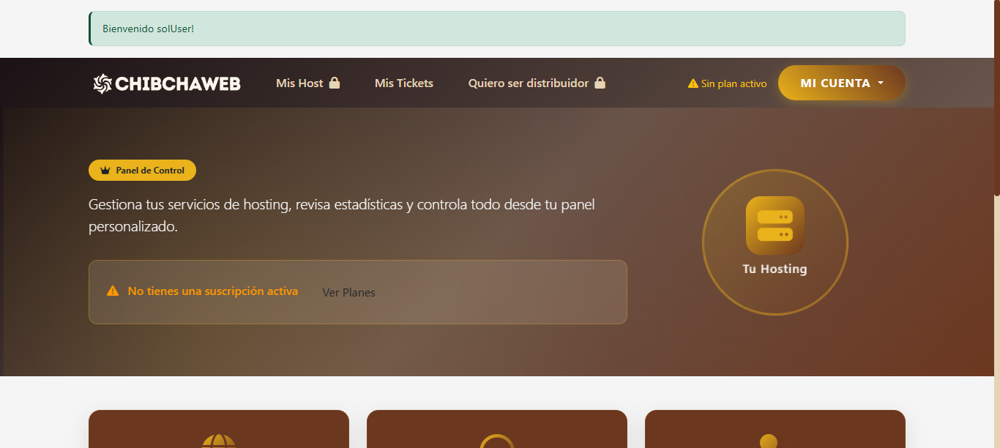 Bienvenido solUser!
CHIBCHAWEB
Mis Host
Mis Tickets
Quiero ser distribuidor
Sin plan activo
MI CUENTA
Panel de Control
Gestiona tus servicios de hosting, revisa estadísticas y controla todo desde tu panel
personalizado.
No tienes una suscripción activa
Ver Planes
Tu Hosting